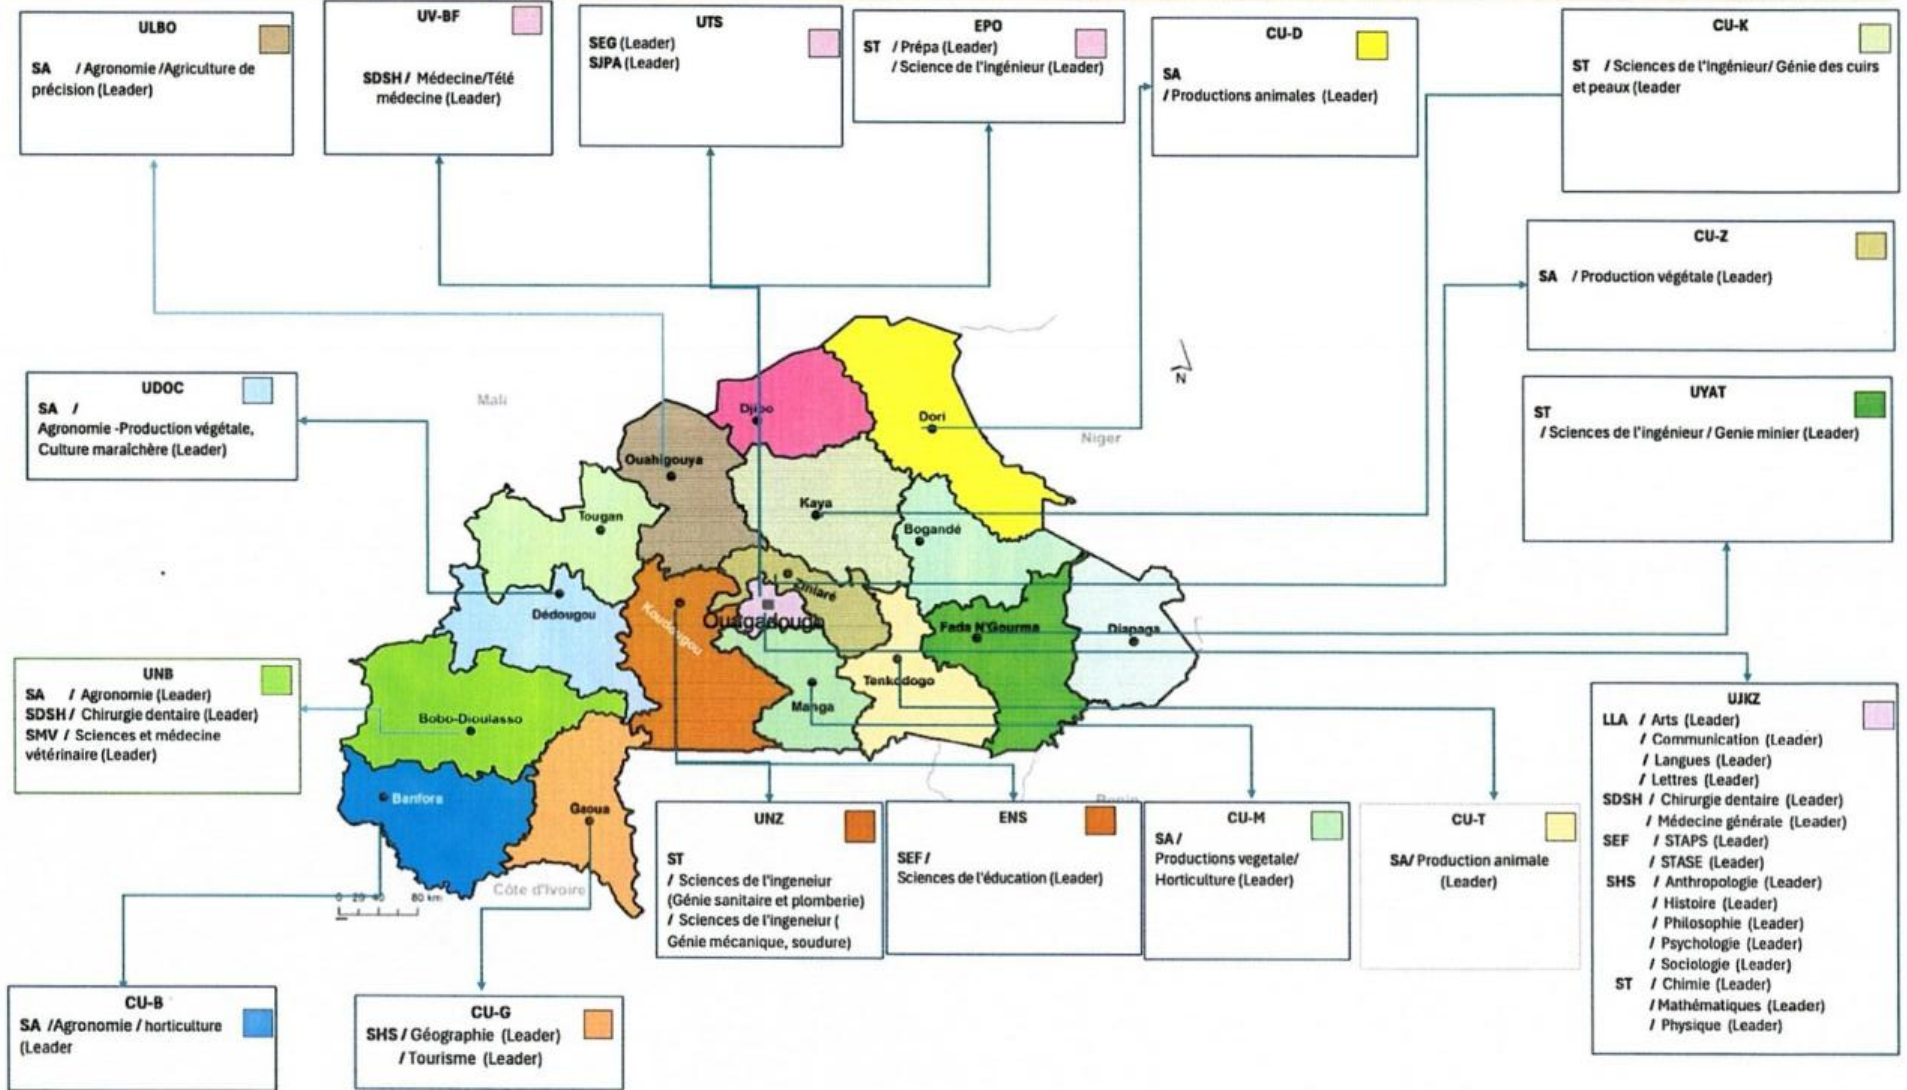 ULBO
SA / Agronomie /Agriculture de
précision (Leader)
UV-BF
SDSH / Médecine/Télé
médecine (Leader)
UTS
SEG (Leader)
SJPA (Leader)
EPO
ST / Prépa (Leader)
/ Science de l'ingénieur (Leader)
CU-D
SA
/ Productions animales (Leader)
CU-K
ST / Sciences de l'Ingénieur/ Génie des cuirs
et peaux (leader
CU-Z
SA / Production végétale (Leader)
UDOC
SA /
Agronomie -Production végétale,
Culture maraîchère (Leader)
UYAT
ST
/ Sciences de l'ingénieur / Genie minier (Leader)
Mali
N
Niger
Djibo
Dori
Ouahigouya
Kaya
Tougan
Bogandé
Ziniaré
Dédougou
Koudougou
Ouagadougo
Fada N'Gourma
Diapaga
UNB
SA / Agronomie (Leader)
SDSH / Chirurgie dentaire (Leader)
SMV / Sciences et médecine
vétérinaire (Leader)
Tenkodogo
Manga
Bobo-Dioulasso
Banfora
Gaoua
Côte d'Ivoire
Benin
0 20 40 80 km
UJKZ
LLA / Arts (Leader)
/ Communication (Leader)
/ Langues (Leader)
/ Lettres (Leader)
SDSH / Chirurgie dentaire (Leader)
/ Médecine générale (Leader)
SEF / STAPS (Leader)
/ STASE (Leader)
SHS / Anthropologie (Leader)
/ Histoire (Leader)
/ Philosophie (Leader)
/ Psychologie (Leader)
/ Sociologie (Leader)
ST / Chimie (Leader)
/Mathématiques (Leader)
/ Physique (Leader)
UNZ
ST
/ Sciences de l'ingeneiur
(Génie sanitaire et plomberie)
/ Sciences de l'ingeneiur (
Génie mécanique, soudure)
ENS
SEF /
Sciences de l'éducation (Leader)
CU-M
SA /
Productions vegetale/
Horticulture (Leader)
CU-T
SA/ Production animale
(Leader)
CU-B
SA /Agronomie / horticulture
(Leader
CU-G
SHS / Géographie (Leader)
/ Tourisme (Leader)